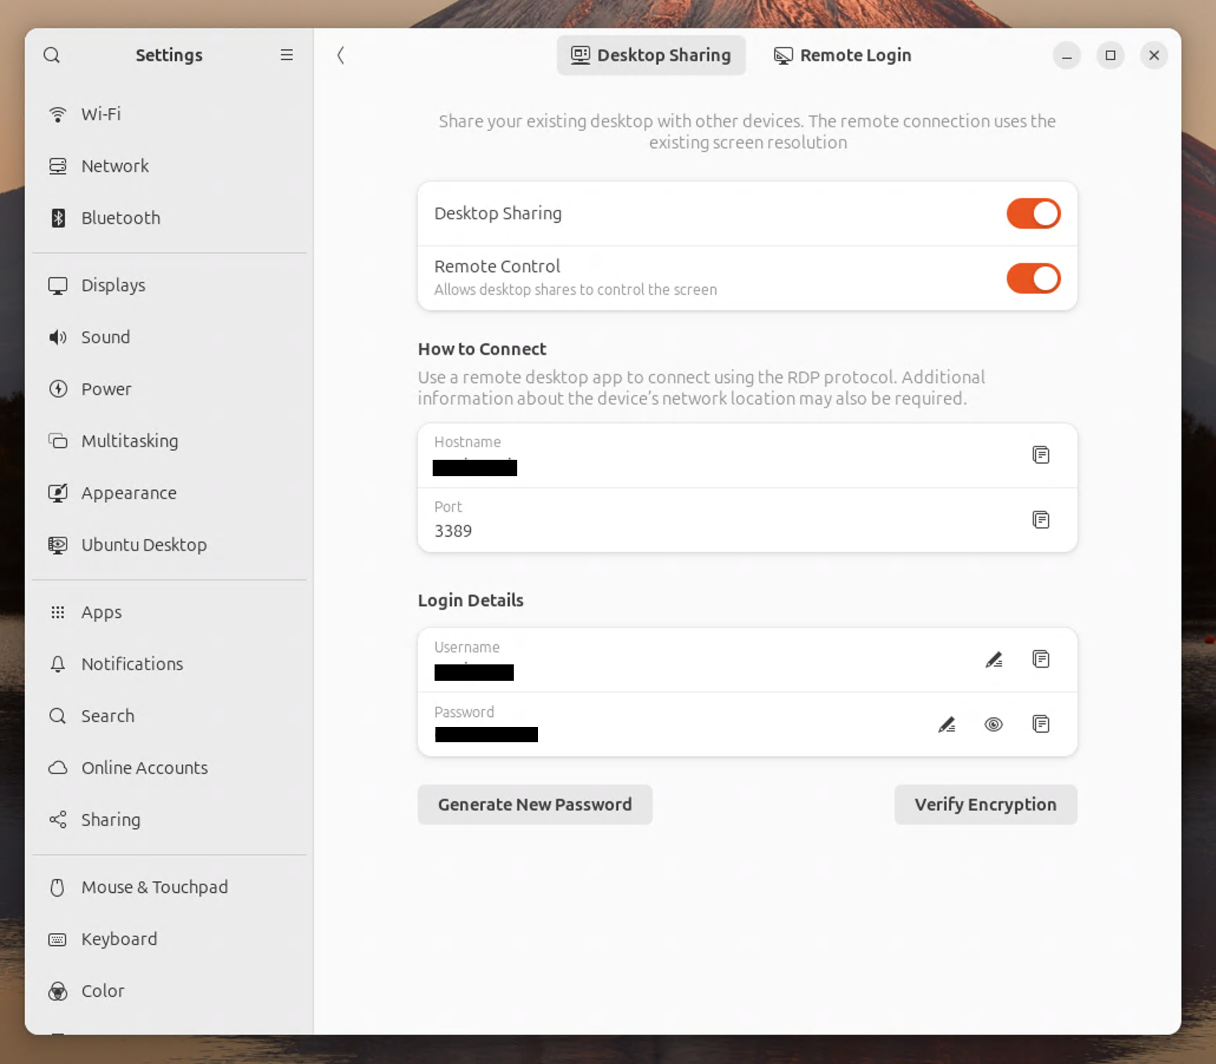 Settings
Wi-Fi
Network
Bluetooth
Displays
Sound
Power
Multitasking
Appearance
Ubuntu Desktop
Apps
Notifications
Search
Online Accounts
Sharing
Mouse & Touchpad
Keyboard
Color
Desktop Sharing
Remote Login
Share your existing desktop with other devices. The remote connection uses the
existing screen resolution
Desktop Sharing
Remote Control
Allows desktop shares to control the screen
How to Connect
Use a remote desktop app to connect using the RDP protocol. Additional
information about the device’s network location may also be required.
Hostname
Port
3389
Login Details
Username
Password
Generate New Password
Verify Encryption